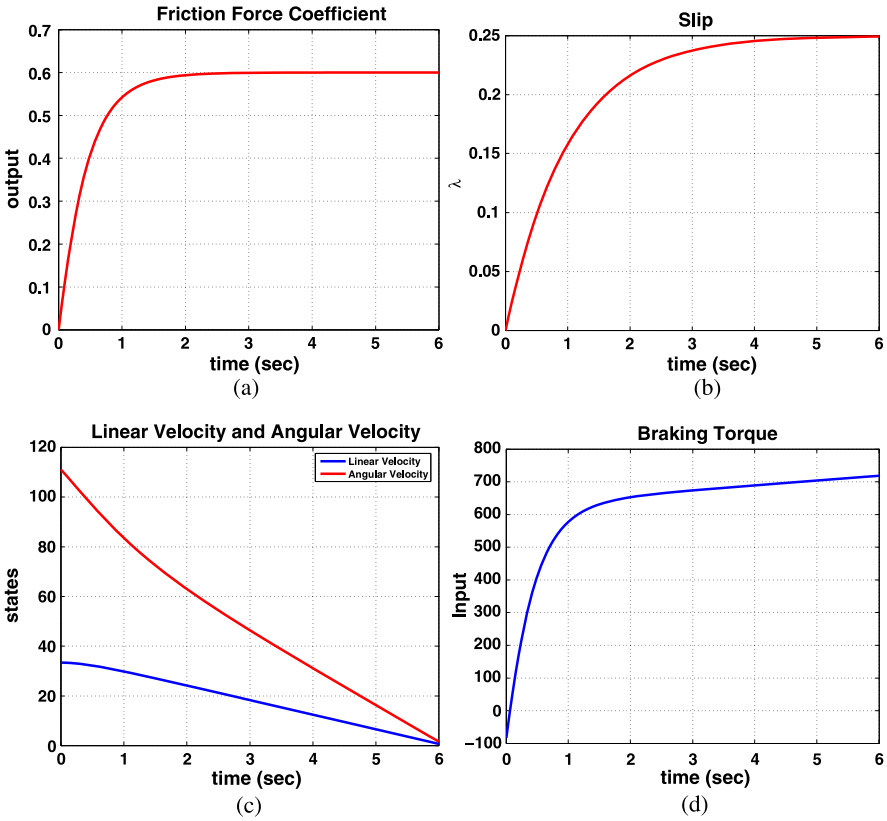 Friction Force Coefficient
0.7
0.6
0.5
0.4
0.3
0.2
0.1
0
output
0 1 2 3 4 5 6
time (sec)
(a)
Slip
0.25
0.2
0.15
0.1
0.05
0
λ
0 1 2 3 4 5 6
time (sec)
(b)
Linear Velocity and Angular Velocity
120
100
80
60
40
20
0
states
Linear Velocity
Angular Velocity
0 1 2 3 4 5 6
time (sec)
(c)
Braking Torque
800
700
600
500
400
300
200
100
0
−100
Input
0 1 2 3 4 5 6
time (sec)
(d)